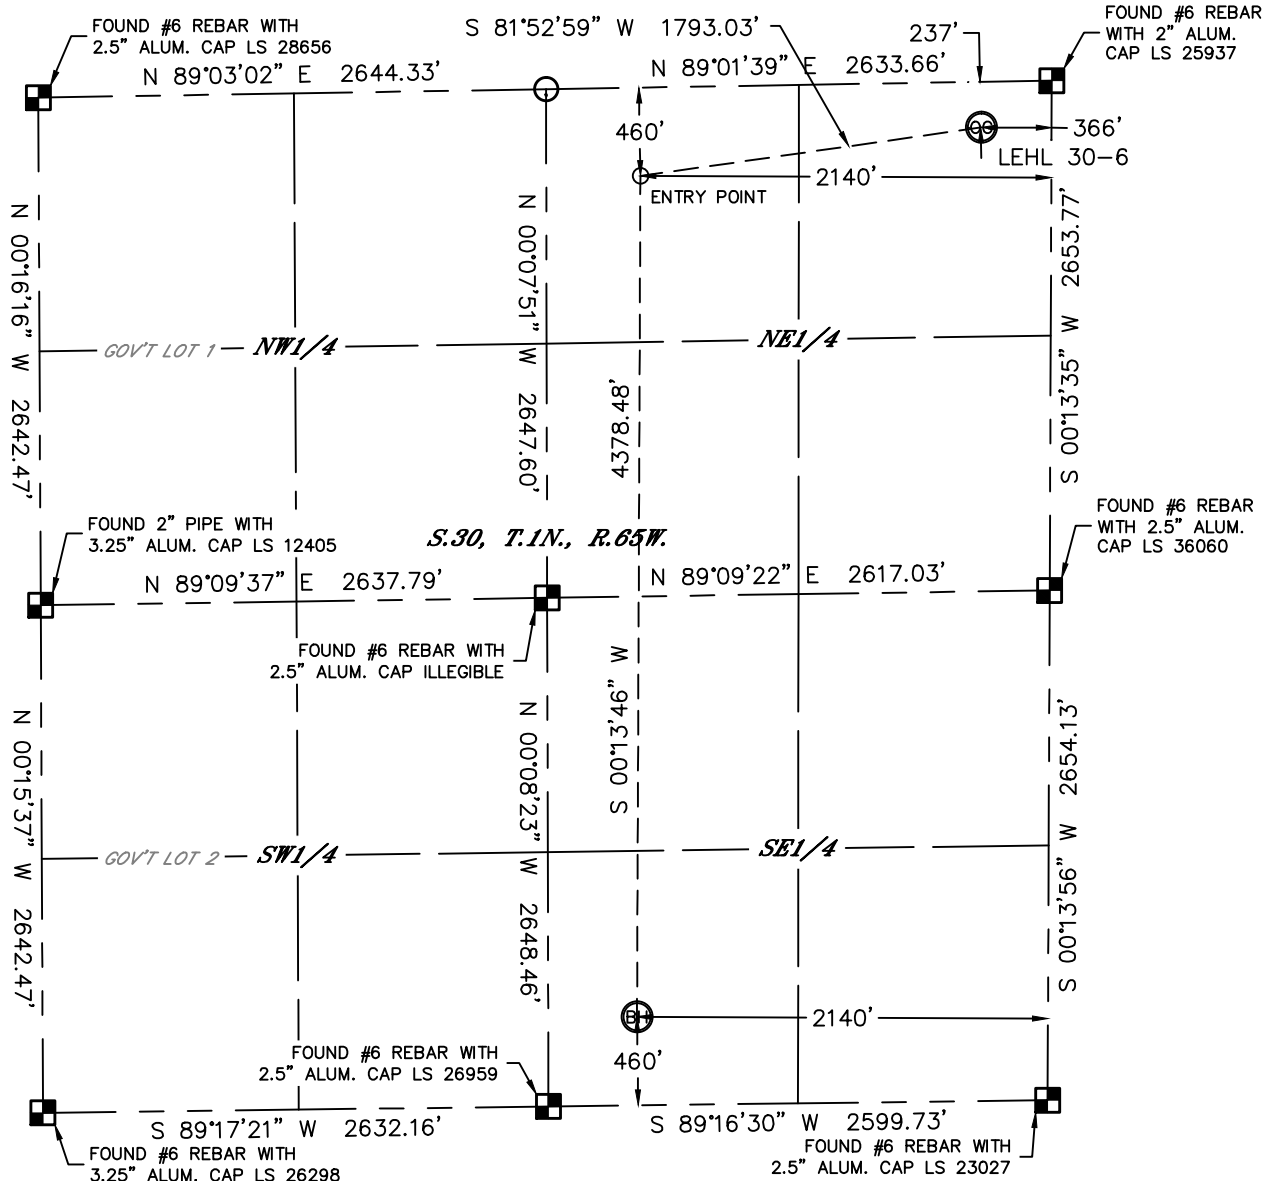 FOUND #6 REBAR WITH
2.5" ALUM. CAP LS 28656
S 81°52'59" W 1793.03'
237'
FOUND #6 REBAR
WITH 2" ALUM.
CAP LS 25937
N 89°03'02" E 2644.33'
N 89°01'39" E 2633.66'
460'
OG
366'
LEHL 30-6
2140'
ENTRY POINT
N 00°16'16" W 2642.47'
N 00°07'51" W 2647.60'
4378.48'
S 00°13'35" W 2653.77'
GOV'T LOT 1
NW1/4
NE1/4
FOUND 2" PIPE WITH
3.25" ALUM. CAP LS 12405
S.30, T.1N., R.65W.
FOUND #6 REBAR
WITH 2.5" ALUM.
CAP LS 36060
N 89°09'37" E 2637.79'
N 89°09'22" E 2617.03'
FOUND #6 REBAR WITH
2.5" ALUM. CAP ILLEGIBLE
N 00°15'37" W 2642.47'
N 00°08'23" W 2648.46'
S 00°13'46" W
S 00°13'56" W 2654.13'
GOV'T LOT 2
SW1/4
SE1/4
BH
2140'
460'
FOUND #6 REBAR WITH
2.5" ALUM. CAP LS 26959
S 89°17'21" W 2632.16'
S 89°16'30" W 2599.73'
FOUND #6 REBAR WITH
3.25" ALUM. CAP LS 26298
FOUND #6 REBAR WITH
2.5" ALUM. CAP LS 23027